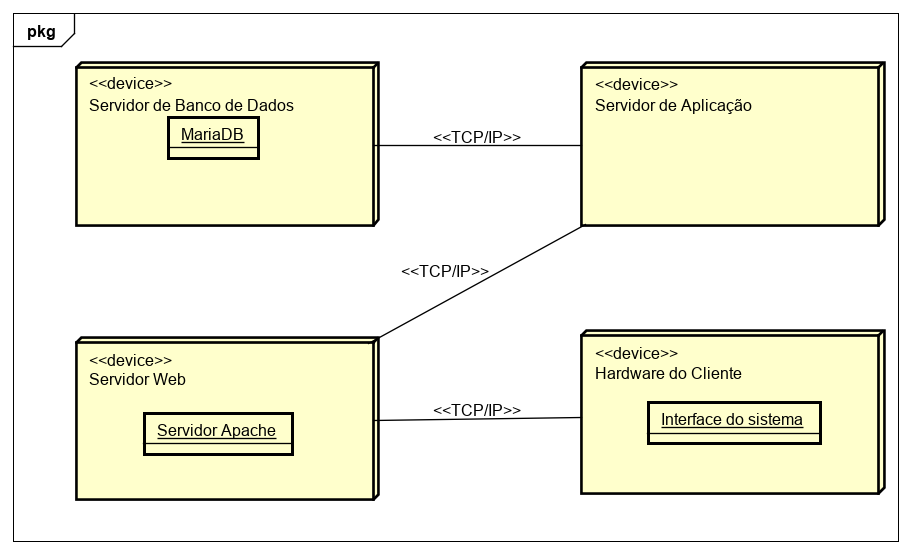 pkg
<<device>>
Servidor de Banco de Dados
MariaDB
<<TCP/IP>>
<<device>>
Servidor de Aplicação
<<TCP/IP>>
<<device>>
Servidor Web
Servidor Apache
<<TCP/IP>>
<<device>>
Hardware do Cliente
Interface do sistema